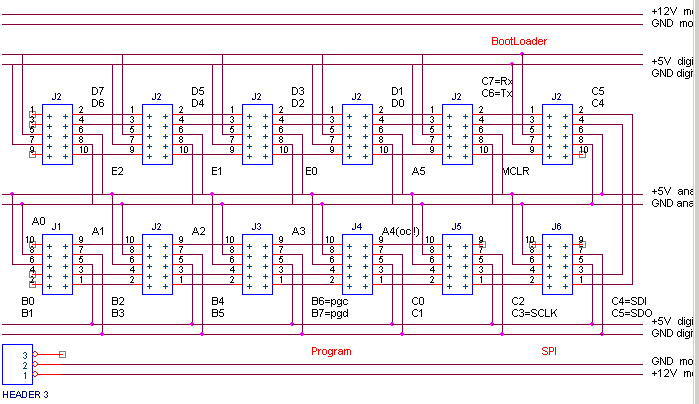 +12V mo
GND mo
BootLoader
+5V digi
GND digi
C7=Rx
C6=Tx
J2 D7 J2 D5 J2 D3 J2 D1 J2 J2 C5
D6 D4 D2 D0 C4
1 2 1 2 1 2 1 2 1 2 1 2
3 4 3 4 3 4 3 4 3 4 3 4
5 6 5 6 5 6 5 6 5 6 5 6
7 8 7 8 7 8 7 8 7 8 7 8
9 10 9 10 9 10 9 10 9 10 9 10
E2 E1 E0 A5 MCLR
+5V ana
GND ana
A0 J1 A1 J2 A2 J3 A3 J4 A4(oc!) J5 J6
10 9 10 9 10 9 10 9 10 9 10 9
8 7 8 7 8 7 8 7 8 7 8 7
6 5 6 5 6 5 6 5 6 5 6 5
4 3 4 3 4 3 4 3 4 3 4 3
2 1 2 1 2 1 2 1 2 1 2 1
B0 B2 B4 B6=pgc C0 C2 C4=SDI
B1 B3 B5 B7=pgd C1 C3=SCLK C5=SDO
+5V digi
GND digi
Program SPI
3
2
1
GND mo
+12V mo
HEADER 3